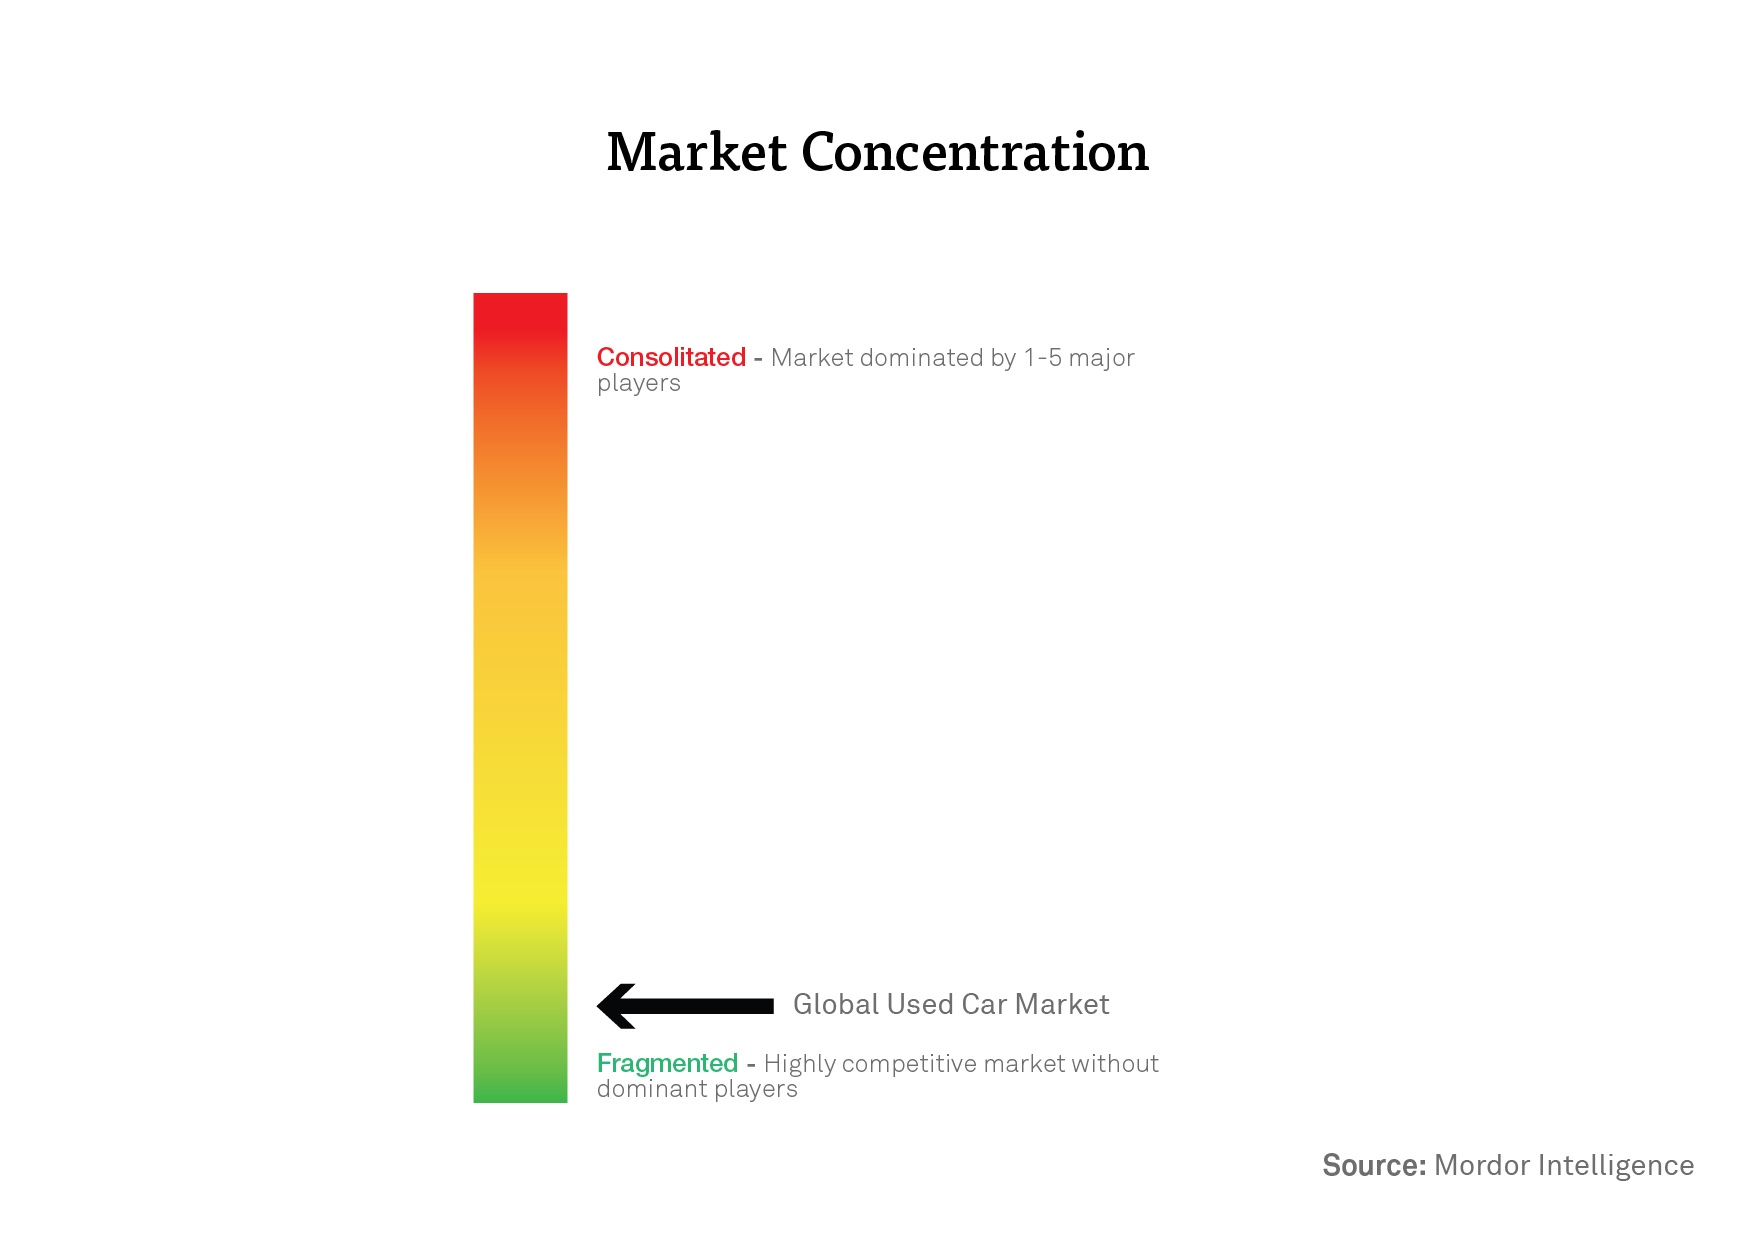 Market Concentration
Consolitated - Market dominated by 1-5 major
players
Global Used Car Market
Fragmented - Highly competitive market without
dominant players
Source: Mordor Intelligence